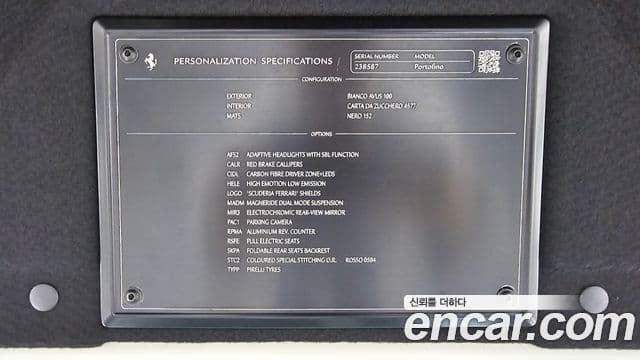 PERSONALIZATION SPECIFICATIONS
SERIAL NUMBER MODEL
238587 Portofino
CONFIGURATION
EXTERIOR BIANCO AVUS 100
INTERIOR CARTA DA ZUCCHERO 4577
MATS NERO 152
OPTIONS
AFS2 ADAPTIVE HEADLIGHTS WITH SBL FUNCTION
CALR RED BRAKE CALLIPERS
CIDL CARBON FIBRE DRIVER ZONE+LEDS
HELE HIGH EMOTION LOW EMISSION
LOGO "SCUDERIA FERRARI" SHIELDS
MADM MAGNERIDE DUAL MODE SUSPENSION
MIR3 ELECTROCHROMIC REAR-VIEW MIRROR
PAC1 PARKING CAMERA
RPMA ALUMINIUM REV. COUNTER
RSFE FULL ELECTRIC SEATS
SKPA FOLDABLE REAR SEATS BACKREST
STC2 COLOURED SPECIAL STITCHING O.R. ROSSO 0504
TYPP PIRELLI TYRES
신뢰를 더하다
encar.com